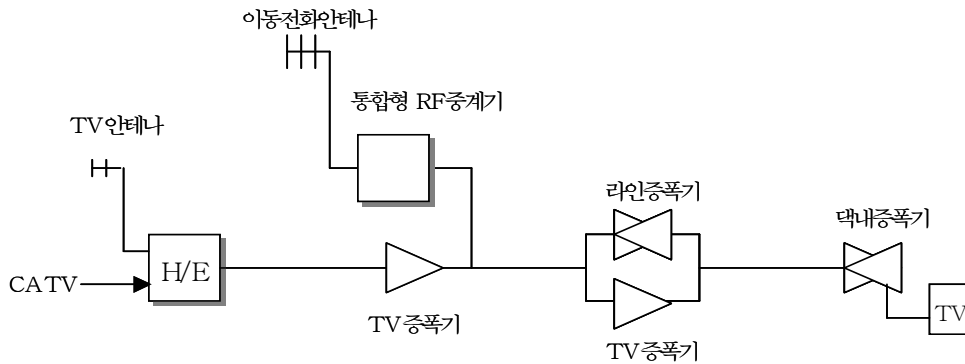 이동전화안테나
통합형 RF중계기
TV안테나
라인증폭기
댁내증폭기
H/E
CATV
TV
TV증폭기
TV증폭기